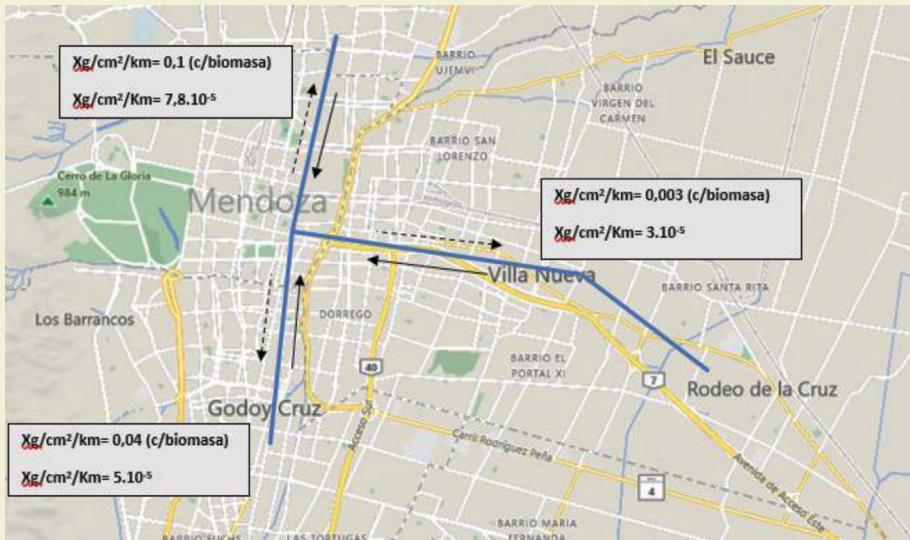 Xg/cm²/km= 0,1 (c/biomasa)
Xg/cm²/Km= 7,8.10⁻⁵
BARRIO
UJEMVI
El Sauce
BARRIO
VIRGEN DEL
CARMEN
BARRIO SAN
LORENZO
Cerro de La Gloria
984 m
Mendoza
Xg/cm²/km= 0,003 (c/biomasa)
Xg/cm²/Km= 3.10⁻⁵
Villa Nueva
BARRIO SANTA RITA
Los Barrancos
DORREGO
BARRIO EL
PORTAL XI
40
7
Rodeo de la Cruz
Godoy Cruz
Acceso Sur
Carril Rodríguez Peña
Avenida de Acceso Este
Xg/cm²/km= 0,04 (c/biomasa)
Xg/cm²/Km= 5.10⁻⁵
4
BARRIO FUCHS
LAS TORTUGAS
BARRIO MARIA
FERNANDA